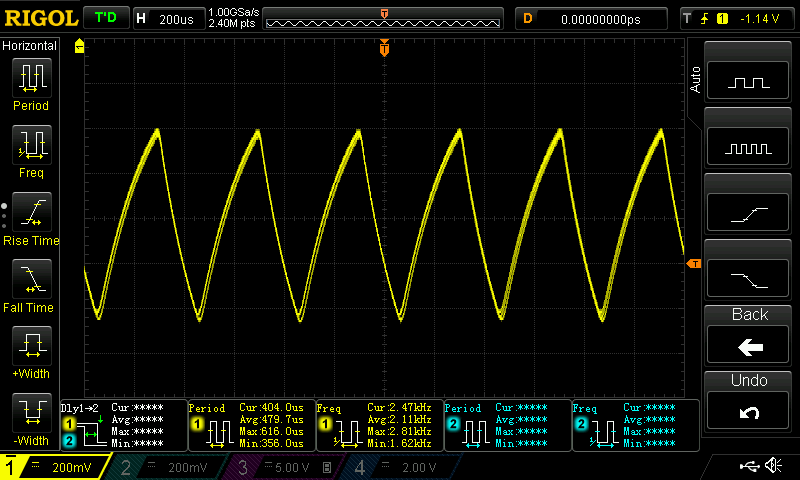 RIGOL T'D H 200us 1.00GSa/s 2.40M pts T D 0.00000000ps T 1 -1.14 V
Horizontal
Period
Freq
Rise Time
Fall Time
+Width
-Width
T
T
Auto
Back
Undo
Dly1→2 Cur:***** Avg:***** Max:***** Min:*****
1
2
Period Cur:404.0us Avg:479.7us Max:616.0us Min:356.0us
1
Freq Cur:2.47kHz Avg:2.11kHz Max:2.81kHz Min:1.62kHz
1
Period Cur:***** Avg:***** Max:***** Min:*****
2
Freq Cur:***** Avg:***** Max:***** Min:*****
2
1 200mV 2 200mV 3 5.00 V B 4 2.00 V